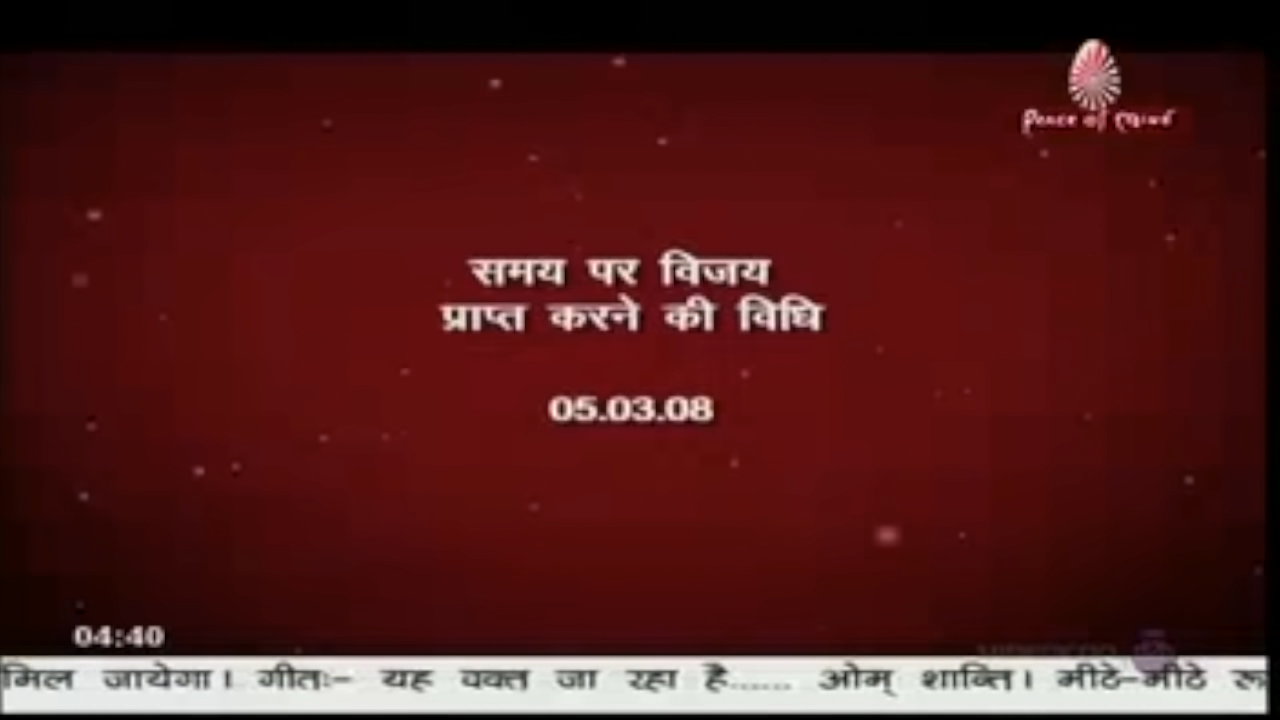 Peace of Mind
समय पर विजय
प्राप्त करने की विधि
05.03.08
04:40
मिल जायेगा। गीतः- यह वक्त जा रहा है...... ओम् शान्ति। मीठे-मीठे